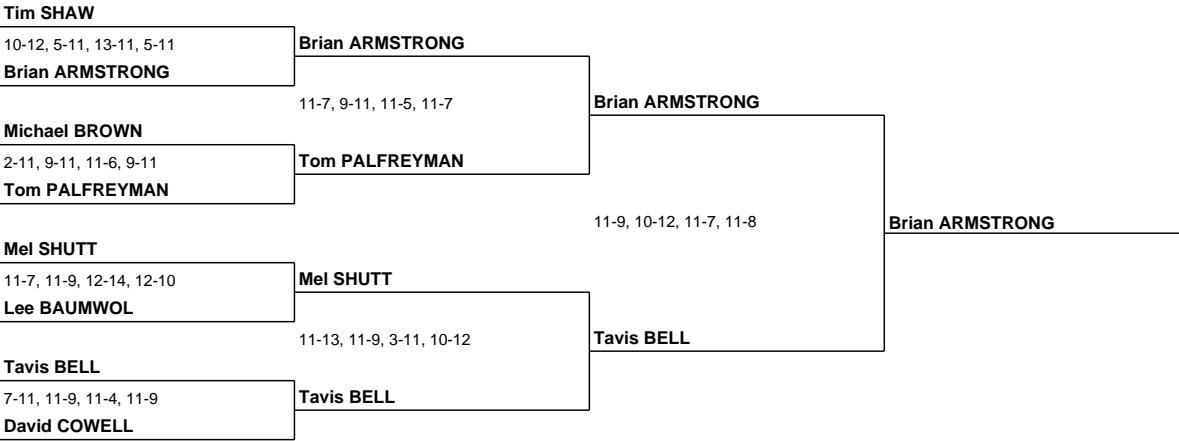 Tim SHAW
10-12, 5-11, 13-11, 5-11
Brian ARMSTRONG
Brian ARMSTRONG
11-7, 9-11, 11-5, 11-7
Brian ARMSTRONG
Michael BROWN
2-11, 9-11, 11-6, 9-11
Tom PALFREYMAN
Tom PALFREYMAN
11-9, 10-12, 11-7, 11-8
Brian ARMSTRONG
Mel SHUTT
11-7, 11-9, 12-14, 12-10
Mel SHUTT
Lee BAUMWOL
11-13, 11-9, 3-11, 10-12
Tavis BELL
Tavis BELL
7-11, 11-9, 11-4, 11-9
Tavis BELL
David COWELL